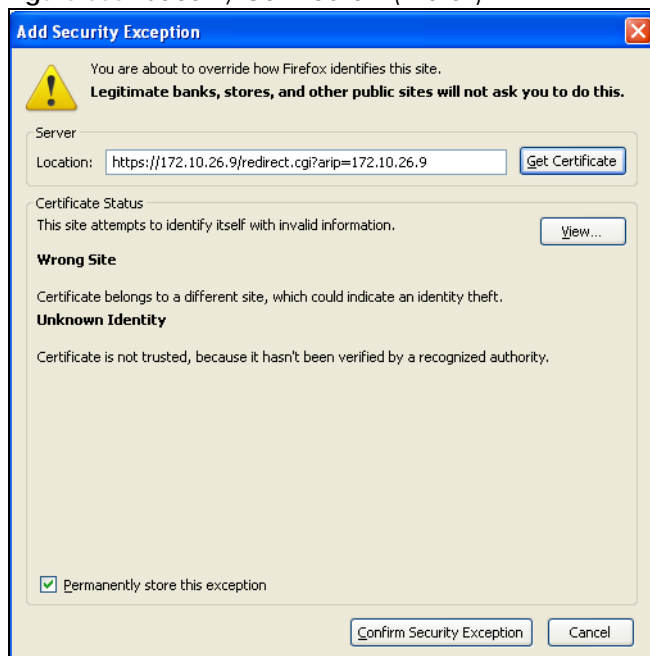 Add Security Exception
You are about to override how Firefox identifies this site.
Legitimate banks, stores, and other public sites will not ask you to do this.
Server
Location: https://172.10.26.9/redirect.cgi?arip=172.10.26.9 Get Certificate
Certificate Status
This site attempts to identify itself with invalid information.
View...
Wrong Site
Certificate belongs to a different site, which could indicate an identity theft.
Unknown Identity
Certificate is not trusted, because it hasn't been verified by a recognized authority.
Permanently store this exception
Confirm Security Exception Cancel